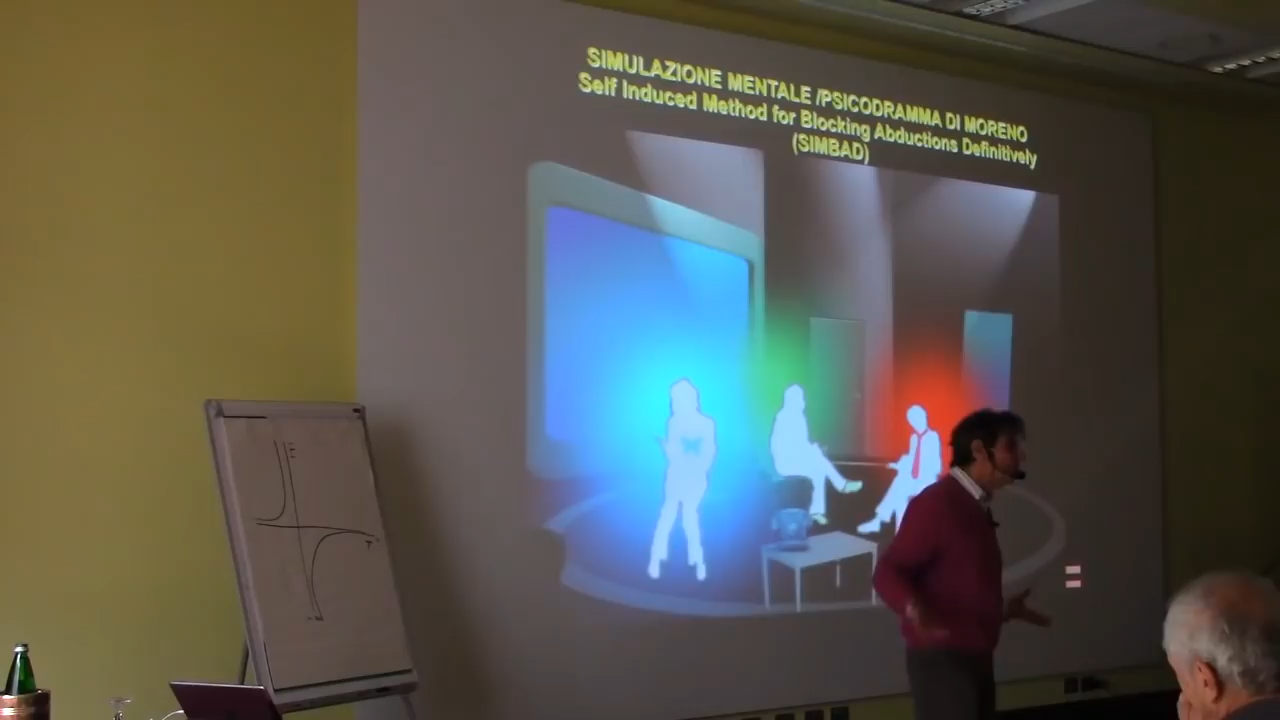 SIMULAZIONE MENTALE /PSICODRAMMA DI MORENO
Self Induced Method for Blocking Abductions Definitively
(SIMBAD)
E
T